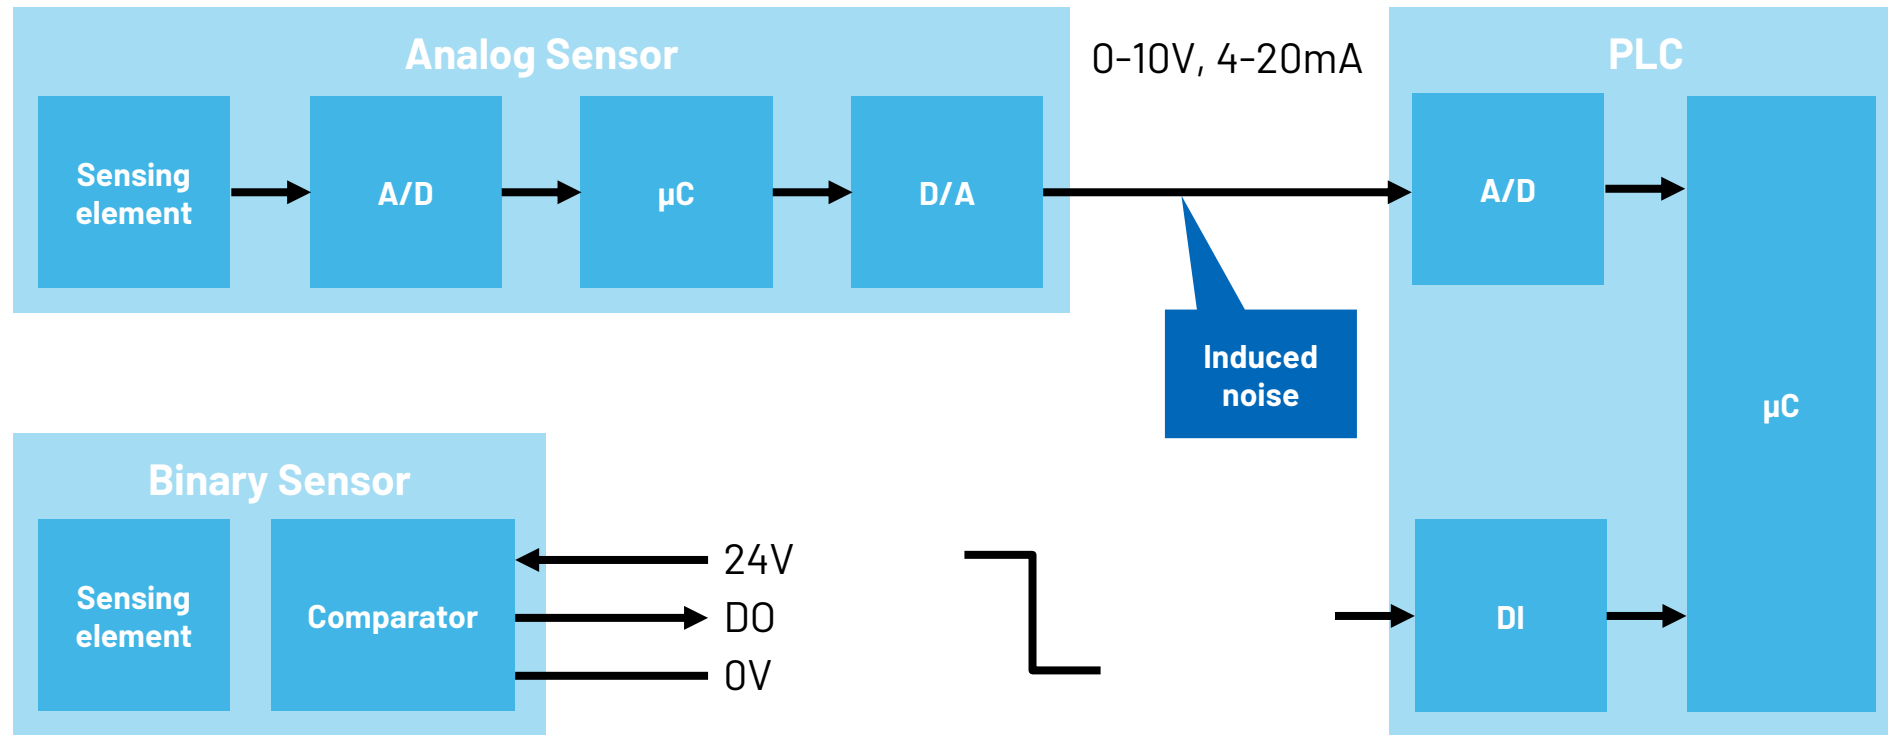 Analog Sensor
Sensing
element
A/D
µC
D/A
0-10V, 4-20mA
Induced
noise
PLC
A/D
µC
Binary Sensor
Sensing
element
Comparator
24V
DO
0V
DI